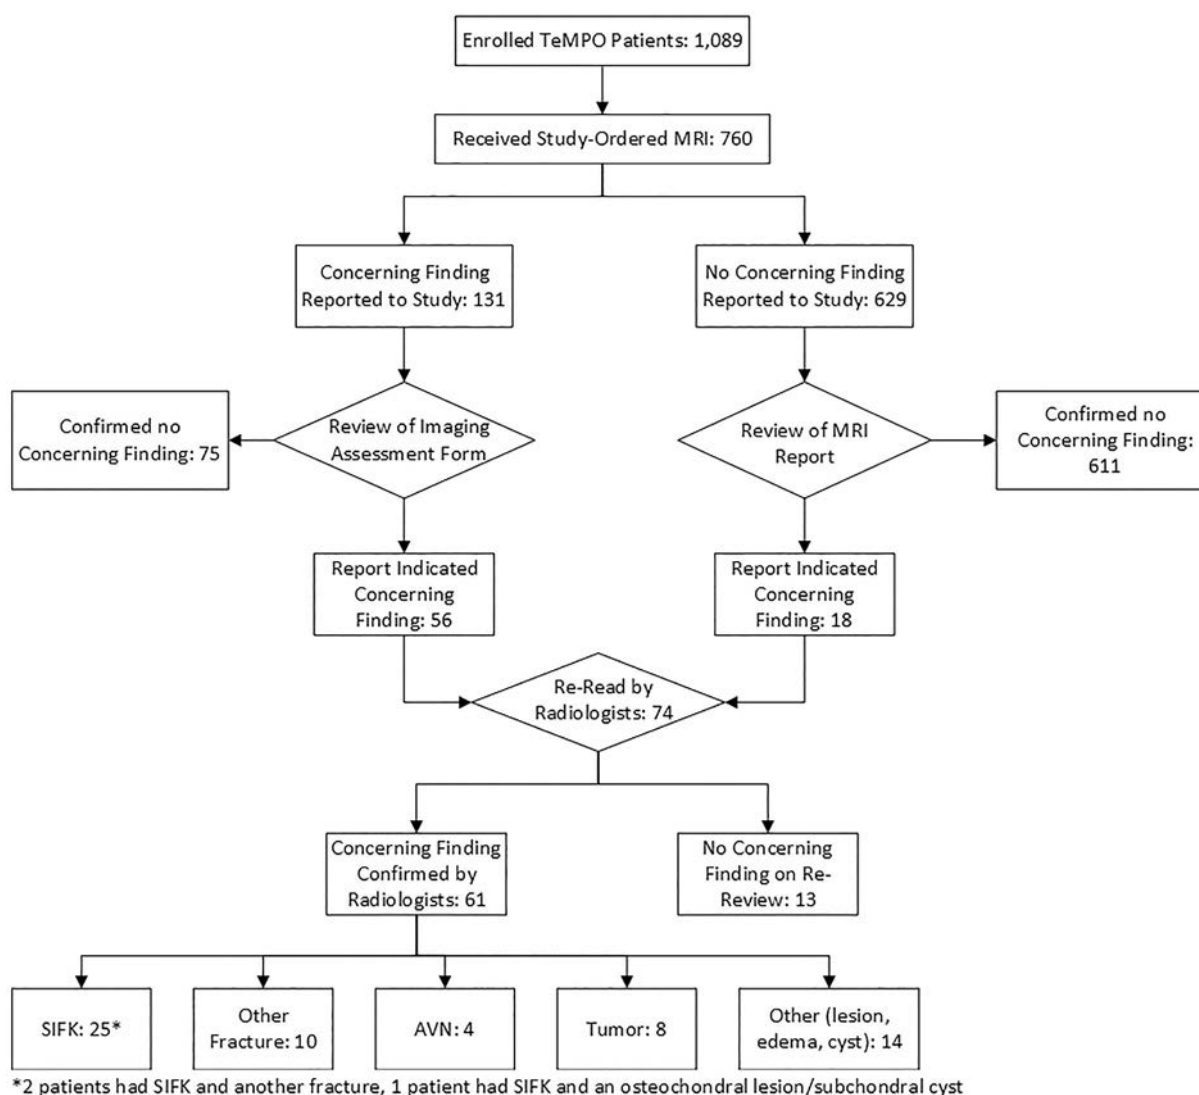 Enrolled TeMPO Patients: 1,089
Received Study-Ordered MRI: 760
Concerning Finding
Reported to Study: 131
No Concerning Finding
Reported to Study: 629
Confirmed no
Concerning Finding: 75
Review of Imaging
Assessment Form
Review of MRI
Report
Confirmed no
Concerning Finding:
611
Report Indicated
Concerning
Finding: 56
Report Indicated
Concerning
Finding: 18
Re-Read by
Radiologists: 74
Concerning Finding
Confirmed by
Radiologists: 61
No Concerning
Finding on Re-
Review: 13
SIFK: 25*
Other
Fracture: 10
AVN: 4
Tumor: 8
Other (lesion,
edema, cyst): 14
*2 patients had SIFK and another fracture, 1 patient had SIFK and an osteochondral lesion/subchondral cyst